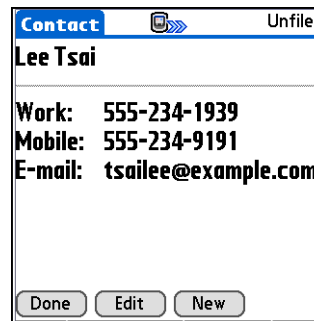 Contact Unfile
Lee Tsai
Work: 555-234-1939
Mobile: 555-234-9191
E-mail: tsailee@example.com
Done Edit New